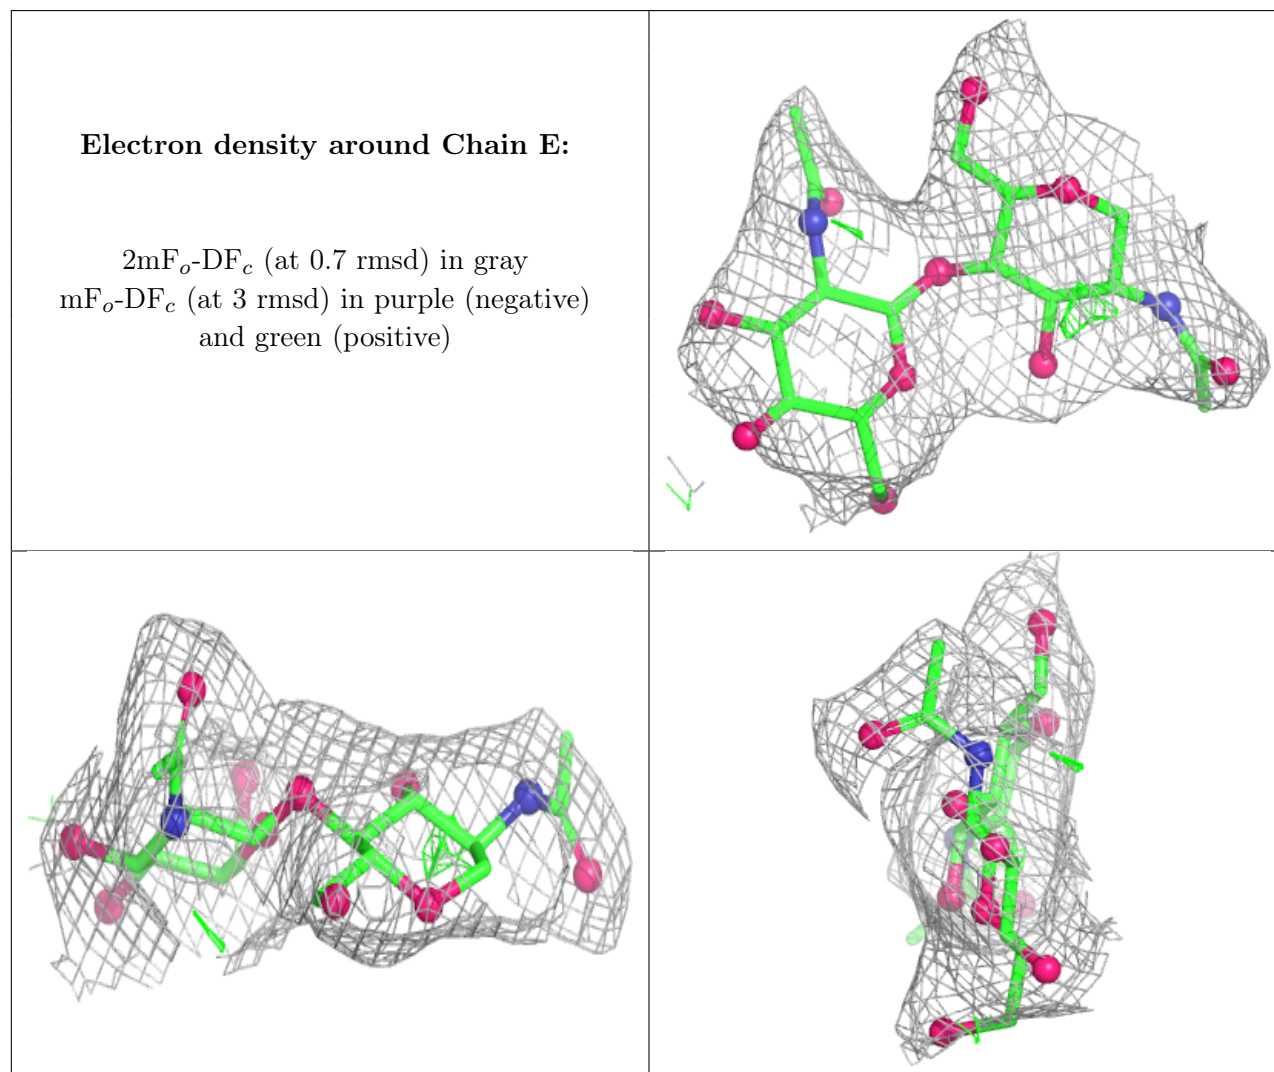 Electron density around Chain E:
2mFo-DFc (at 0.7 rmsd) in gray
mFo-DFc (at 3 rmsd) in purple (negative)
and green (positive)